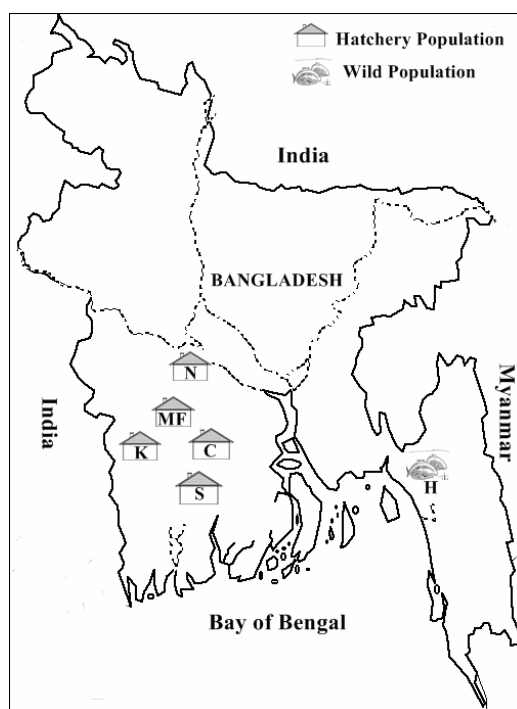 Hatchery Population
Wild Population
India
BANGLADESH
N
MF
K
C
S
H
India
Myanmar
Bay of Bengal